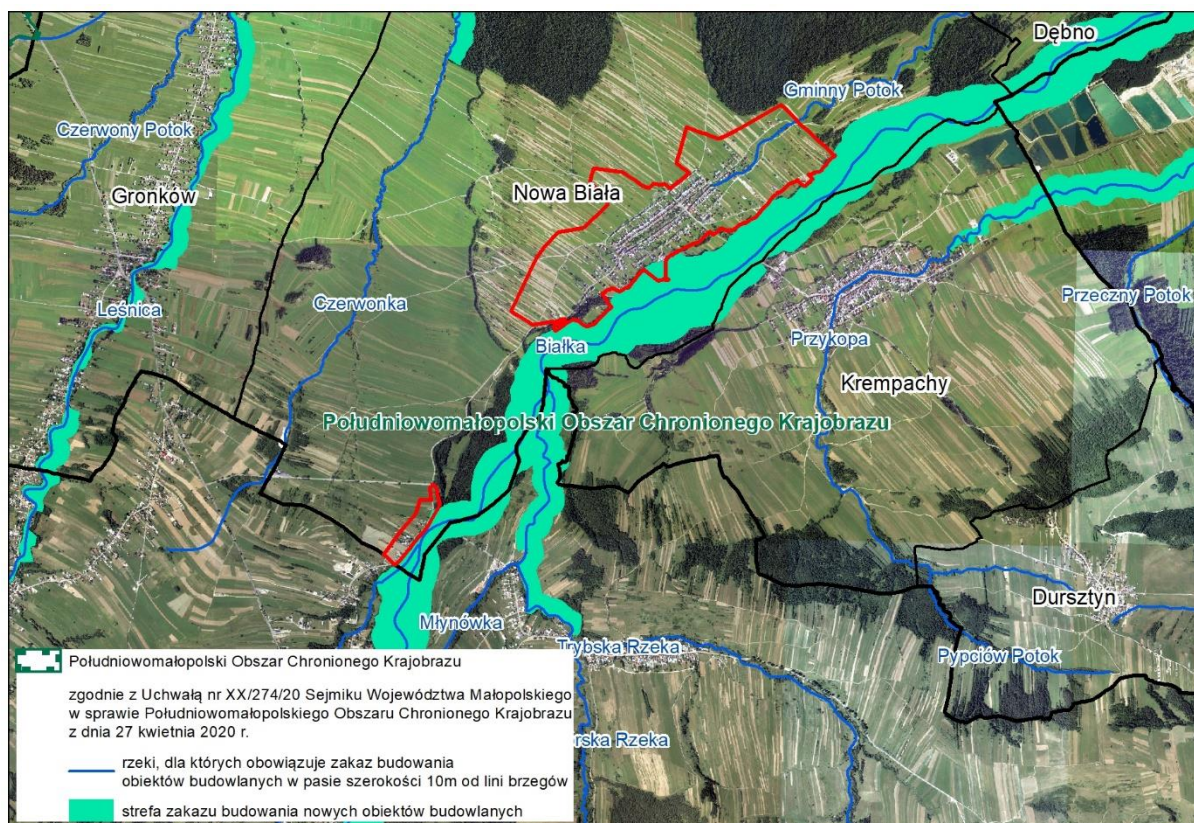 Dębno
Gminny Potok
Czerwony Potok
Nowa Biała
Gronków
Czerwonka
Przeczny Potok
Leśnica
Przykopa
Białka
Krempachy
Południowomałopolski Obszar Chronionego Krajobrazu
Dursztyn
Młynówka
Trybska Rzeka
Pypciów Potok
orska Rzeka
Południowomałopolski Obszar Chronionego Krajobrazu
zgodnie z Uchwałą nr XX/274/20 Sejmiku Województwa Małopolskiego
w sprawie Południowomałopolskiego Obszaru Chronionego Krajobrazu
z dnia 27 kwietnia 2020 r.
rzeki, dla których obowiązuje zakaz budowania
obiektów budowlanych w pasie szerokości 10m od lini brzegów
strefa zakazu budowania nowych obiektów budowlanych